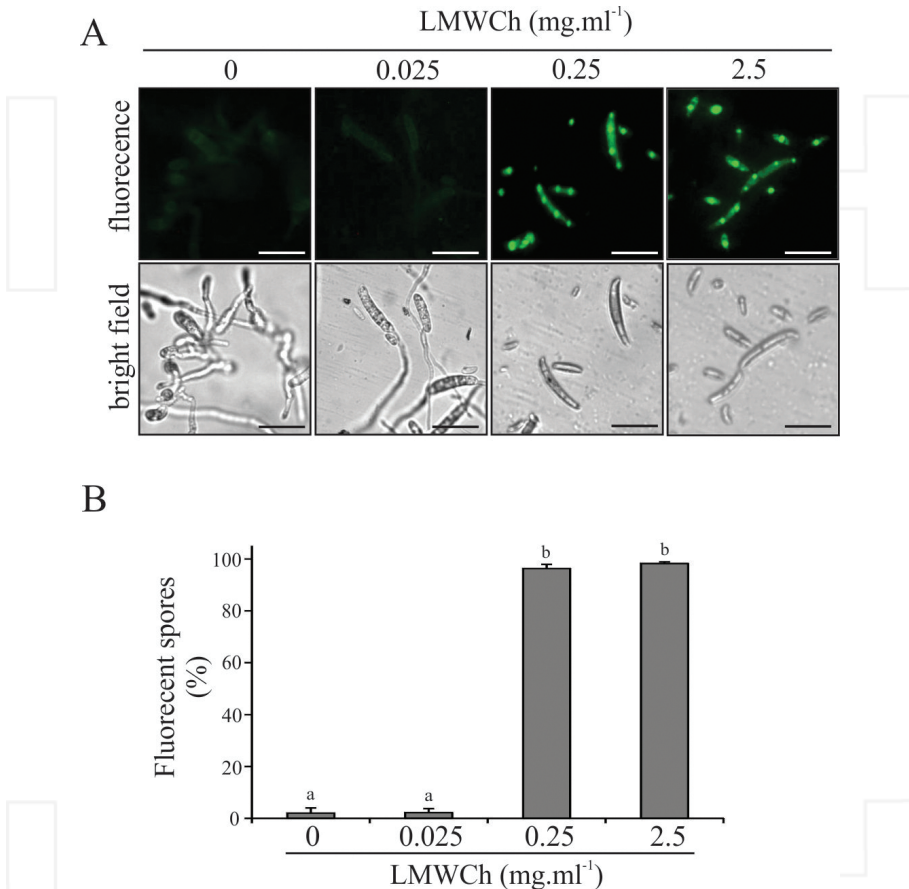 A
LMWCh (mg.ml-1)
0 0.025 0.25 2.5
fluorecence
bright field
B
Fluorecent spores
(%)
100
80
60
40
20
0
a a b b
0 0.025 0.25 2.5
LMWCh (mg.ml-1)